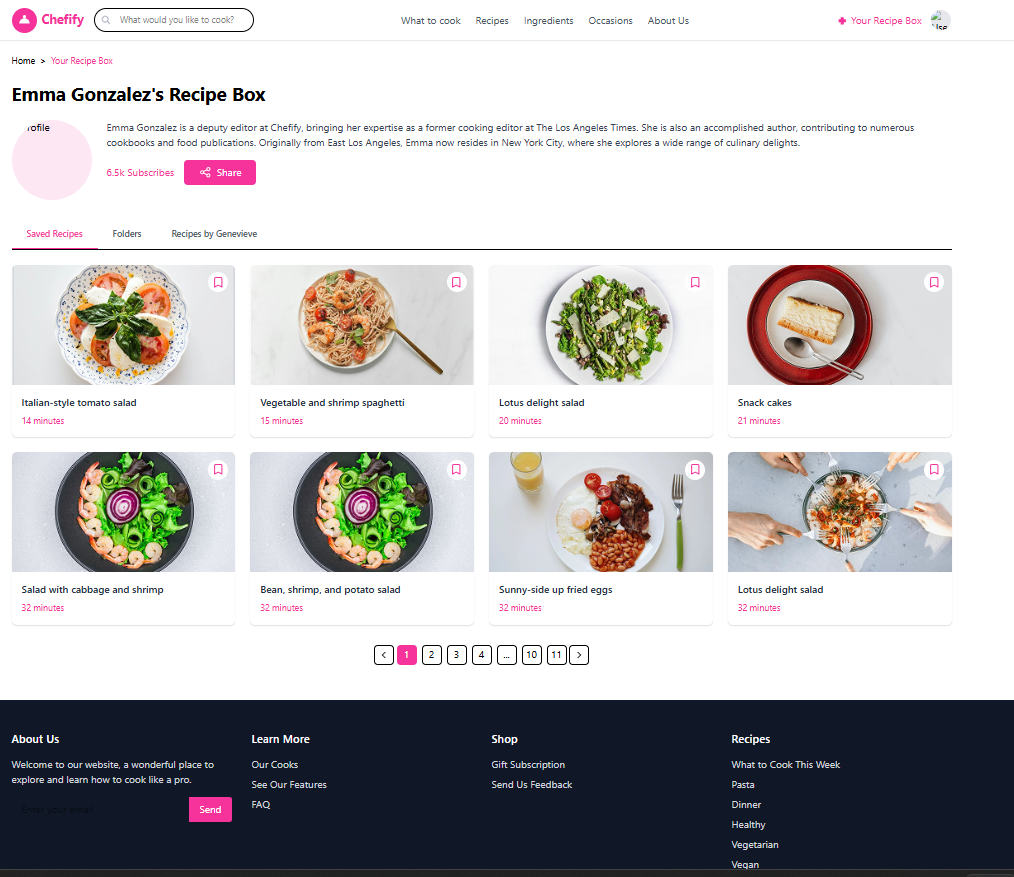 Chefify
What would you like to cook?
What to cook
Recipes
Ingredients
Occasions
About Us
Your Recipe Box
Home > Your Recipe Box
Emma Gonzalez's Recipe Box
rofile
Emma Gonzalez is a deputy editor at Chefify, bringing her expertise as a former cooking editor at The Los Angeles Times. She is also an accomplished author, contributing to numerous
cookbooks and food publications. Originally from East Los Angeles, Emma now resides in New York City, where she explores a wide range of culinary delights.
6.5k Subscribes
Share
Saved Recipes
Folders
Recipes by Genevieve
Italian-style tomato salad
14 minutes
Vegetable and shrimp spaghetti
15 minutes
Lotus delight salad
20 minutes
Snack cakes
21 minutes
Salad with cabbage and shrimp
32 minutes
Bean, shrimp, and potato salad
32 minutes
Sunny-side up fried eggs
32 minutes
Lotus delight salad
32 minutes
< 1 2 3 4 ... 10 11 >
About Us
Welcome to our website, a wonderful place to
explore and learn how to cook like a pro.
Enter your email
Send
Learn More
Our Cooks
See Our Features
FAQ
Shop
Gift Subscription
Send Us Feedback
Recipes
What to Cook This Week
Pasta
Dinner
Healthy
Vegetarian
Vegan